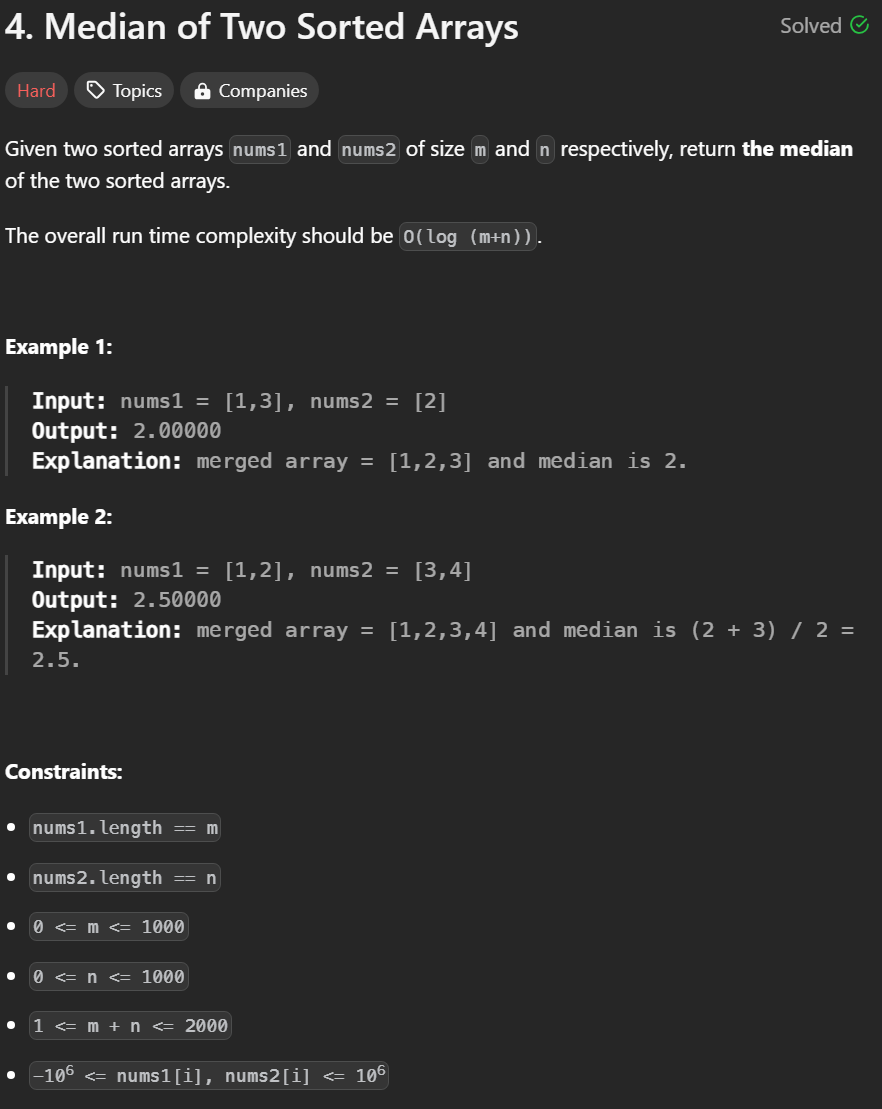 4. Median of Two Sorted Arrays
Solved
Hard
Topics
Companies
Given two sorted arrays nums1 and nums2 of size m and n respectively, return the median
of the two sorted arrays.
The overall run time complexity should be O(log (m+n)).
Example 1:
Input: nums1 = [1,3], nums2 = [2]
Output: 2.00000
Explanation: merged array = [1,2,3] and median is 2.
Example 2:
Input: nums1 = [1,2], nums2 = [3,4]
Output: 2.50000
Explanation: merged array = [1,2,3,4] and median is (2 + 3) / 2 =
2.5.
Constraints:
• nums1.length == m
• nums2.length == n
• 0 <= m <= 1000
• 0 <= n <= 1000
• 1 <= m + n <= 2000
• −10⁶ <= nums1[i], nums2[i] <= 10⁶